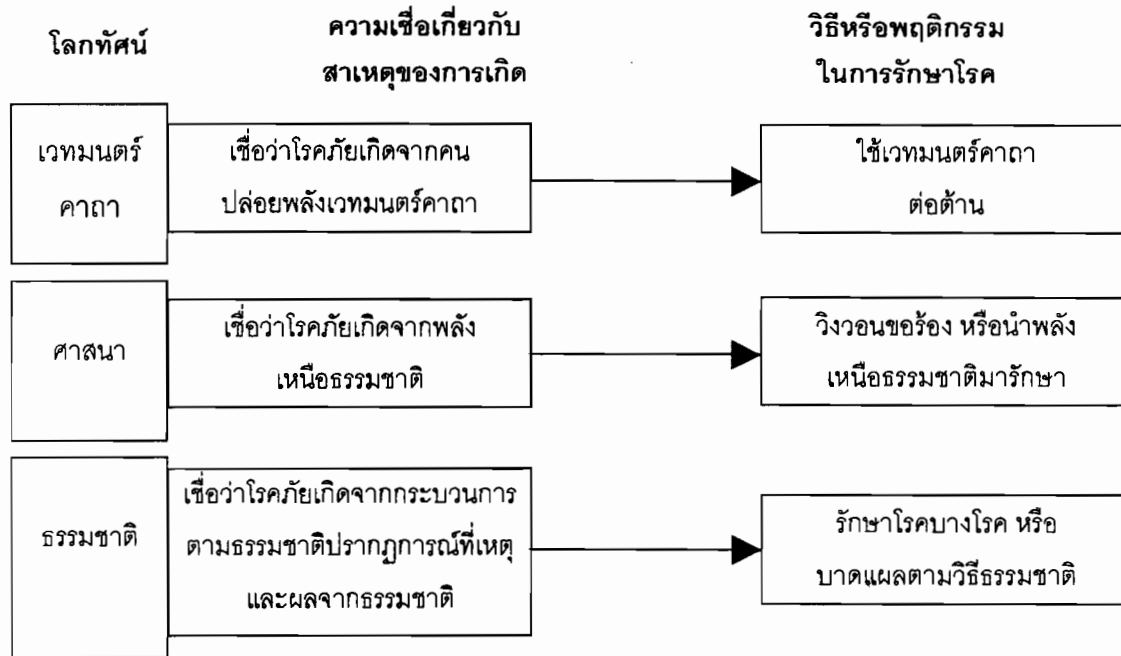 โลกทัศน์
ความเชื่อเกี่ยวกับ
สาเหตุของการเกิด
วิธีหรือพฤติกรรม
ในการรักษาโรค
เวทมนตร์
คาถา
เชื่อว่าโรคภัยเกิดจากคน
ปล่อยพลังเวทมนตร์คาถา
ใช้เวทมนตร์คาถา
ต่อต้าน
ศาสนา
เชื่อว่าโรคภัยเกิดจากพลัง
เหนือธรรมชาติ
วิงวอนขอร้อง หรือนำพลัง
เหนือธรรมชาติมารักษา
ธรรมชาติ
เชื่อว่าโรคภัยเกิดจากกระบวนการ
ตามธรรมชาติปรากฏการณ์ที่เหตุ
และผลจากธรรมชาติ
รักษาโรคบางโรค หรือ
บาดแผลตามวิธีธรรมชาติ